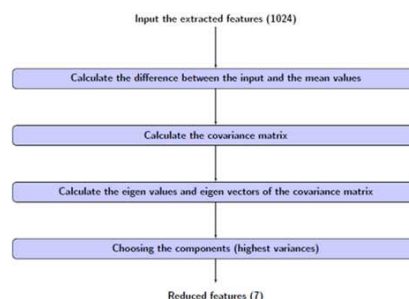 Input the extracted features (1024)
Calculate the difference between the input and the mean values
Calculate the covariance matrix
Calculate the eigen values and eigen vectors of the covariance matrix
Choosing the components (highest variances)
Reduced features (7)